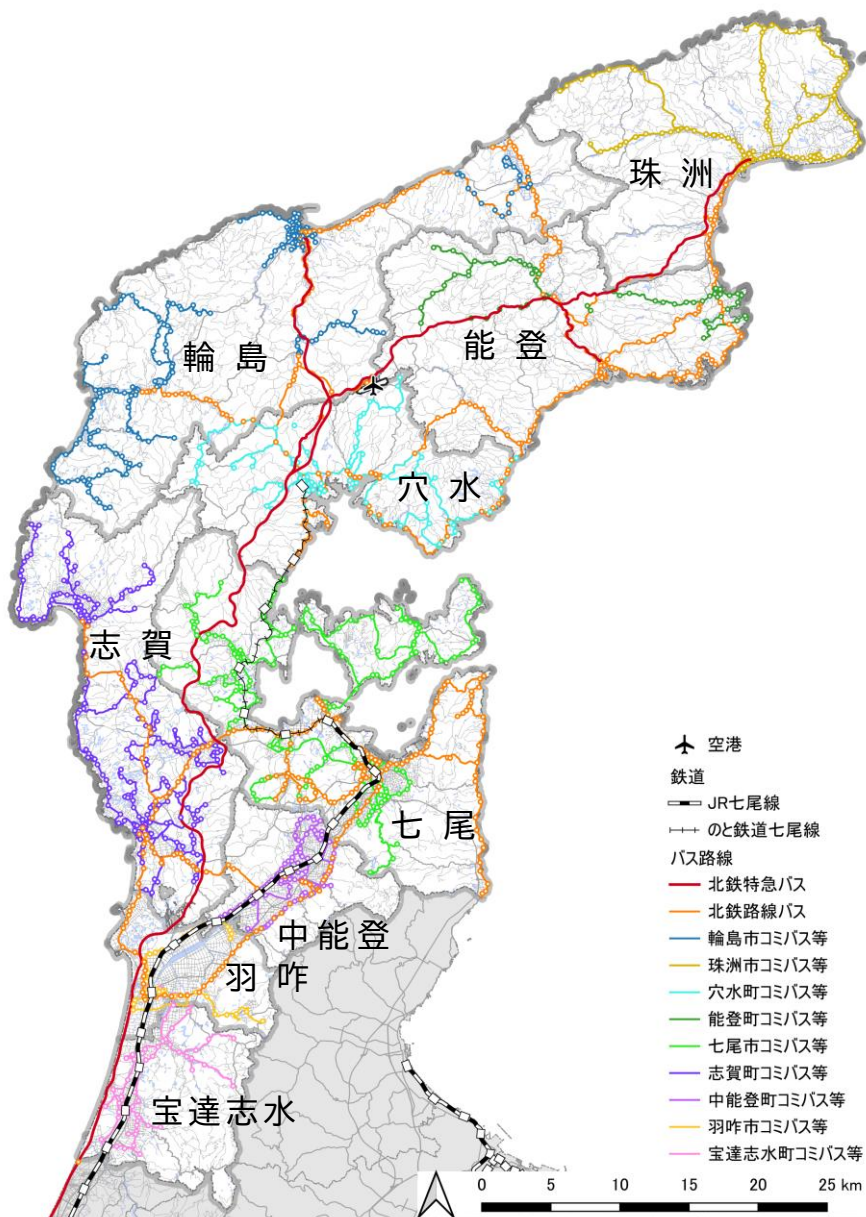 珠洲
輪島
能登
穴水
志賀
七尾
中能登
羽咋
宝達志水
空港
鉄道
JR七尾線
のと鉄道七尾線
バス路線
北鉄特急バス
北鉄路線バス
輪島市コミバス等
珠洲市コミバス等
穴水町コミバス等
能登町コミバス等
七尾市コミバス等
志賀町コミバス等
中能登町コミバス等
羽咋市コミバス等
宝達志水町コミバス等
0 5 10 15 20 25 km